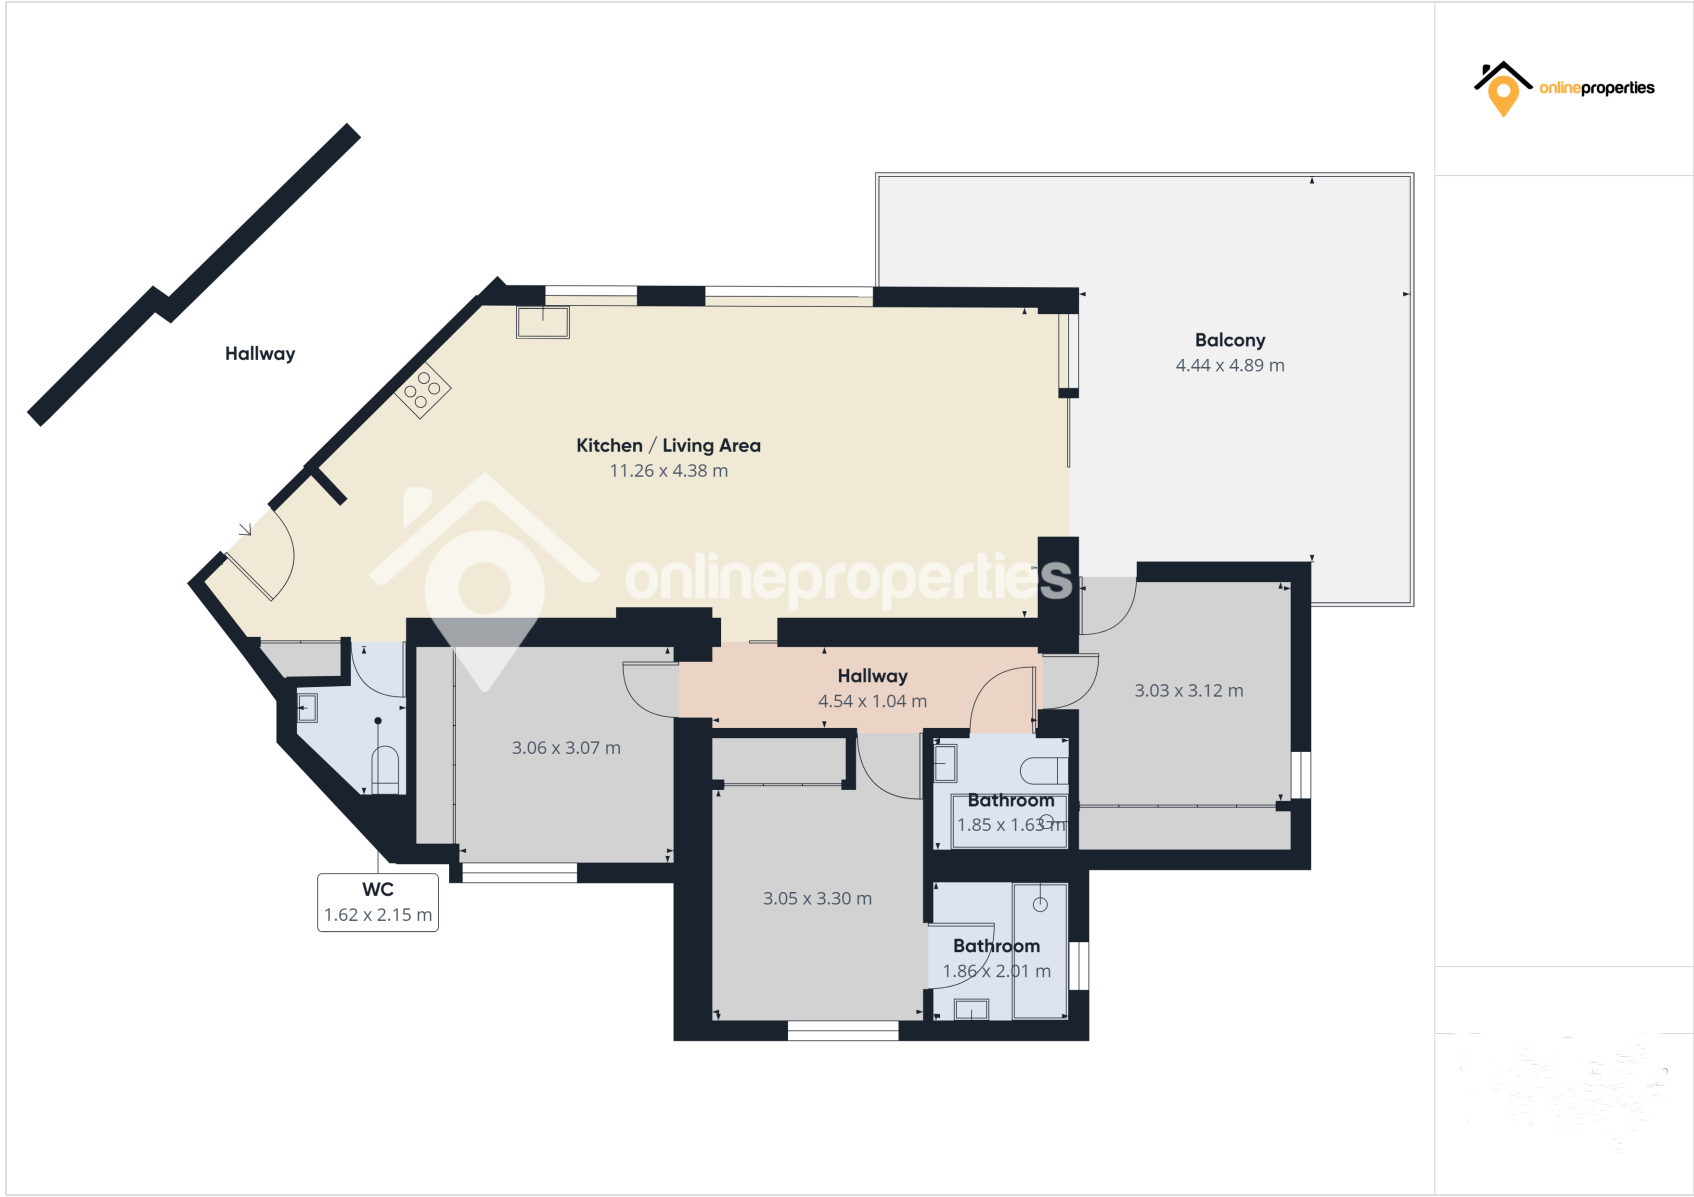 onlineproperties
Hallway
Balcony
4.44 x 4.89 m
Kitchen / Living Area
11.26 x 4.38 m
onlineproperties
Hallway
4.54 x 1.04 m
3.03 x 3.12 m
3.06 x 3.07 m
Bathroom
1.85 x 1.63 m
WC
1.62 x 2.15 m
3.05 x 3.30 m
Bathroom
1.86 x 2.01 m